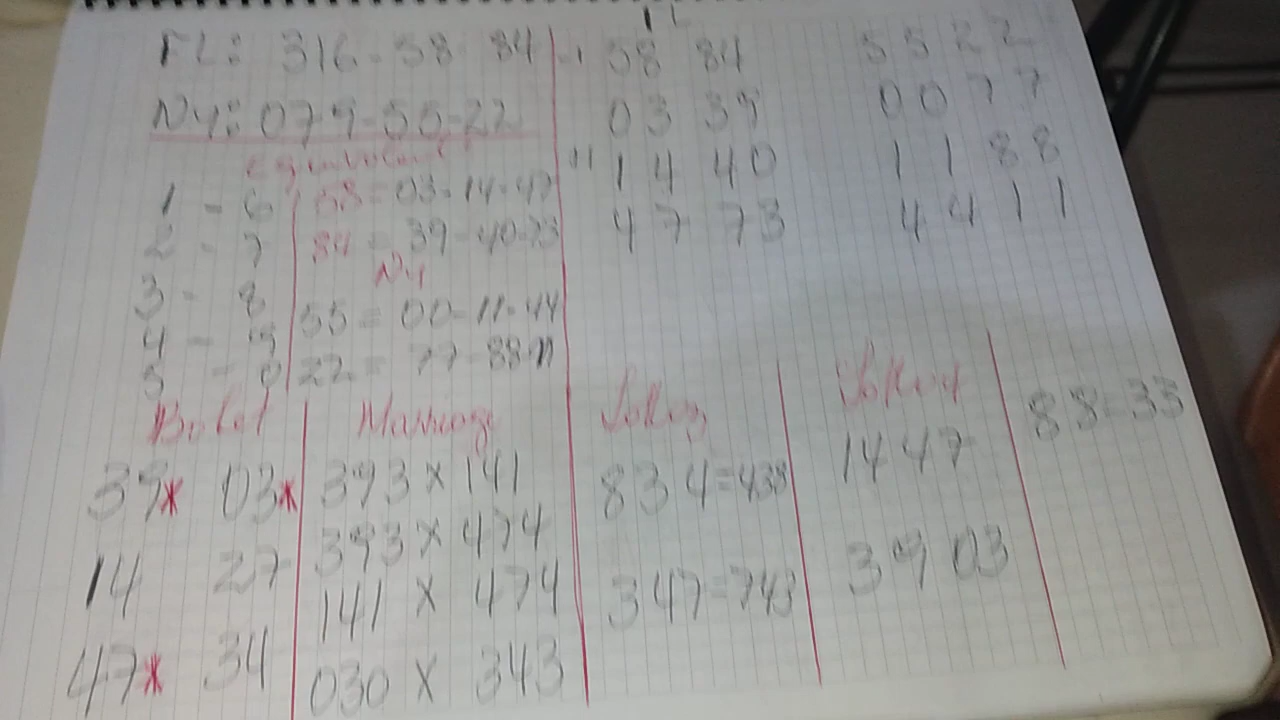 FL: 316-58-84
NY: 079-55-22
Equivalent
1 - 6
2 - 7
3 - 8
4 - 9
5 - 0
58 = 03-14-47
84 = 39-40-73
NY
55 = 00-11-44
22 = 77-88-11
58 84
03 39
14 40
47 73
5 5 2 2
0 0 7 7
1 1 8 8
4 4 1 1
Bolet
39* 03*
14 27
47* 34
Marriage
393 x 141
393 x 474
141 x 474
030 x 343
834=438
347=743
1447
3903
88=33